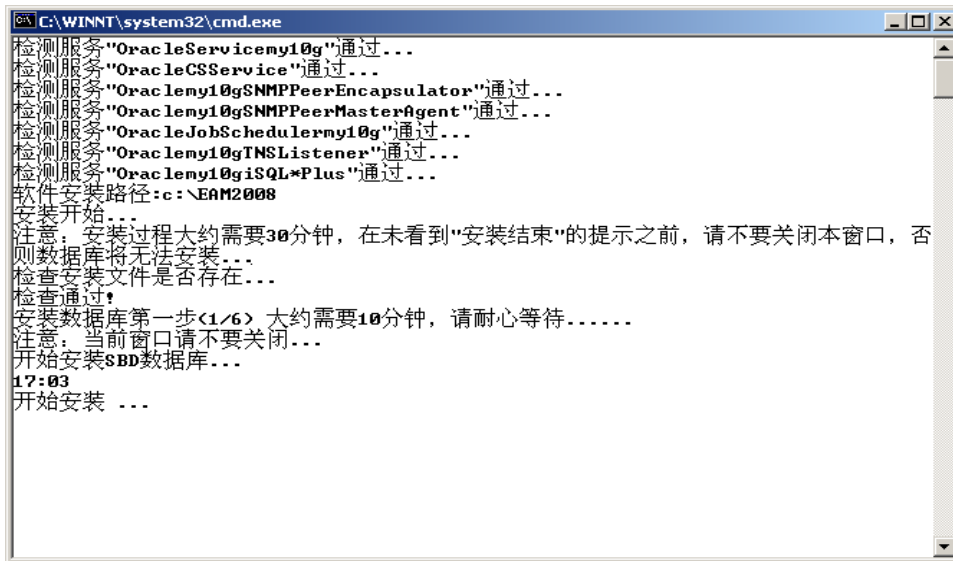 C:\WINNT\system32\cmd.exe
检测服务"OracleServicemy10g"通过...
检测服务"OracleCSService"通过...
检测服务"Oraclemy10gSNMPPeerEncapsulator"通过...
检测服务"Oraclemy10gSNMPPeerMasterAgent"通过...
检测服务"OracleJobSchedulermy10g"通过...
检测服务"Oraclemy10gTNSListener"通过...
检测服务"Oraclemy10giSQL*Plus"通过...
软件安装路径:c:\EAM2008
安装开始...
注意：安装过程大约需要30分钟，在未看到"安装结束"的提示之前，请不要关闭本窗口，否
则数据库将无法安装...
检查安装文件是否存在...
检查通过!
安装数据库第一步(1/6) 大约需要10分钟，请耐心等待......
注意：当前窗口请不要关闭...
开始安装SBD数据库...
17:03
开始安装 ...